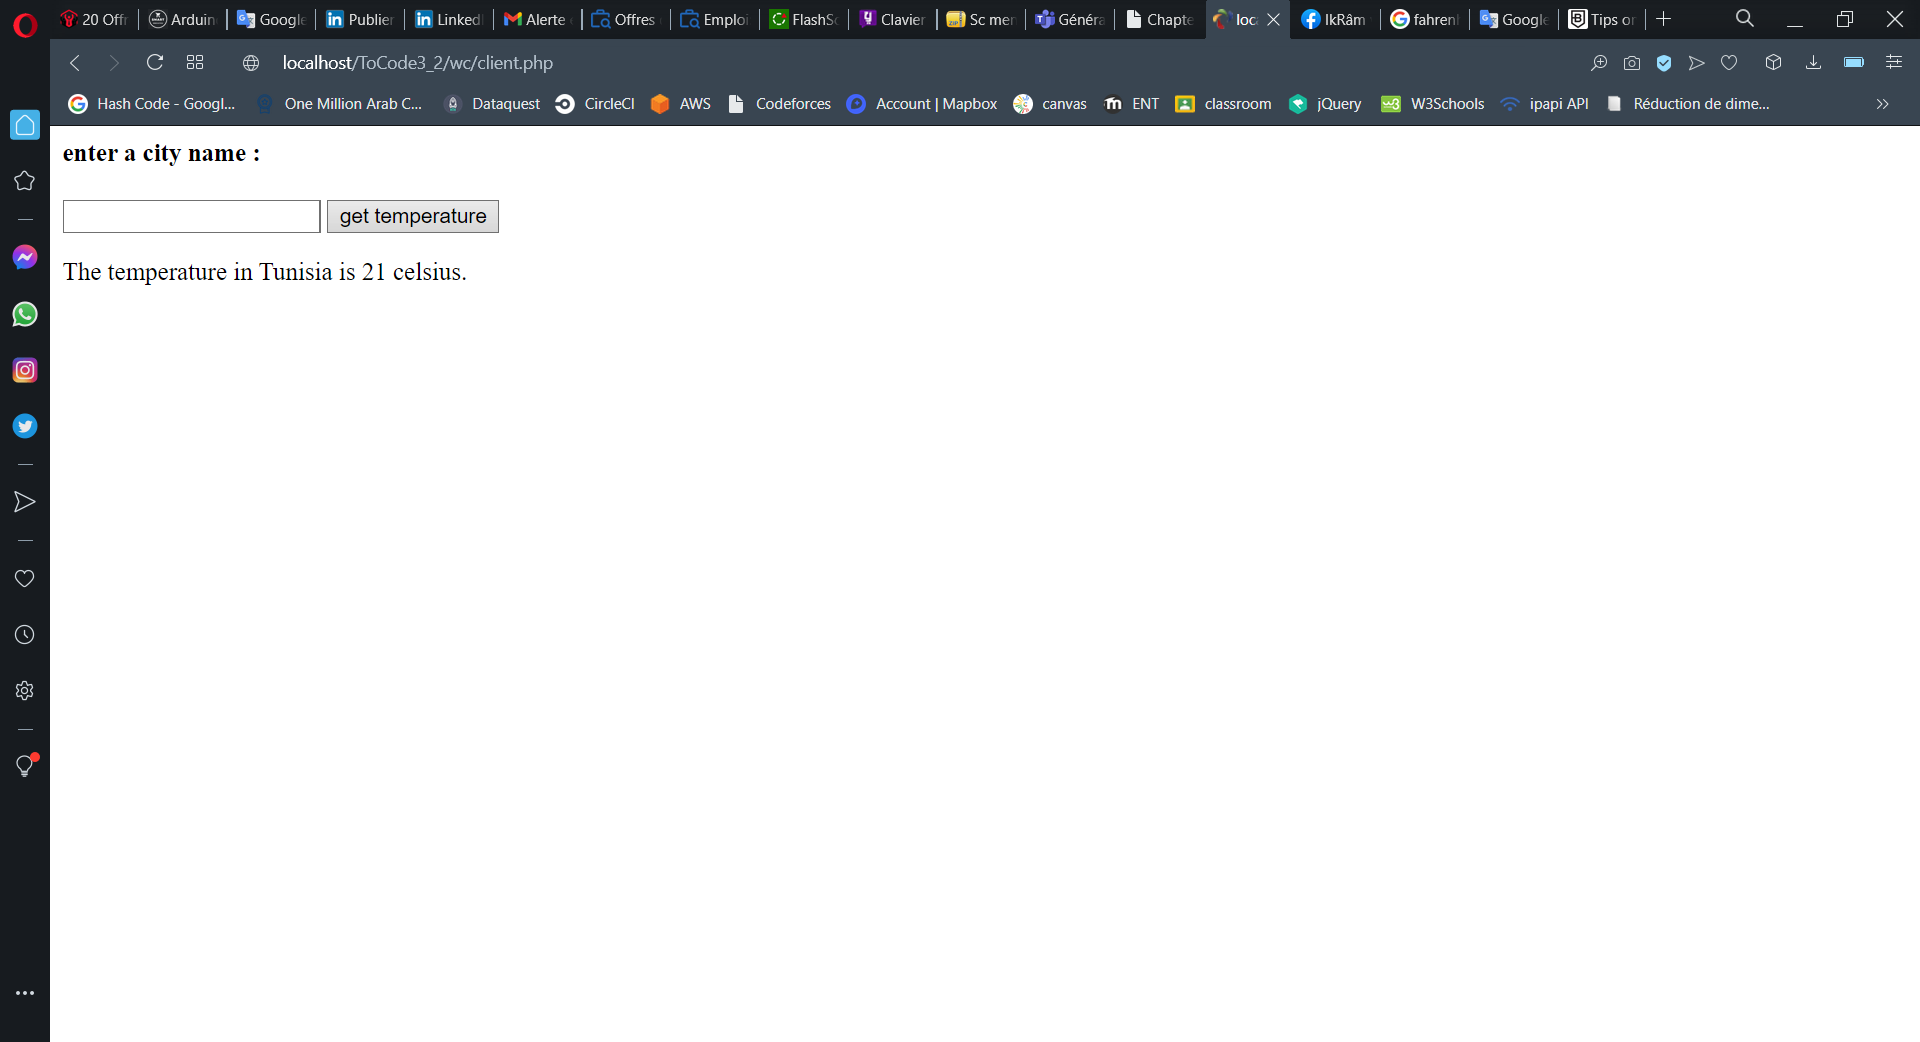 20 Offr
Arduin
Google
Publier
LinkedI
Alerte
Offres
Emploi
FlashSc
Clavier
Sc men
Généra
Chapte
loc
IkRâm
fahrenh
Google
Tips or
localhost/ToCode3_2/wc/client.php
Hash Code - Googl... One Million Arab C... Dataquest CircleCI AWS Codeforces Account | Mapbox canvas ENT classroom jQuery W3Schools ipapi API Réduction de dime...
enter a city name :
get temperature
The temperature in Tunisia is 21 celsius.